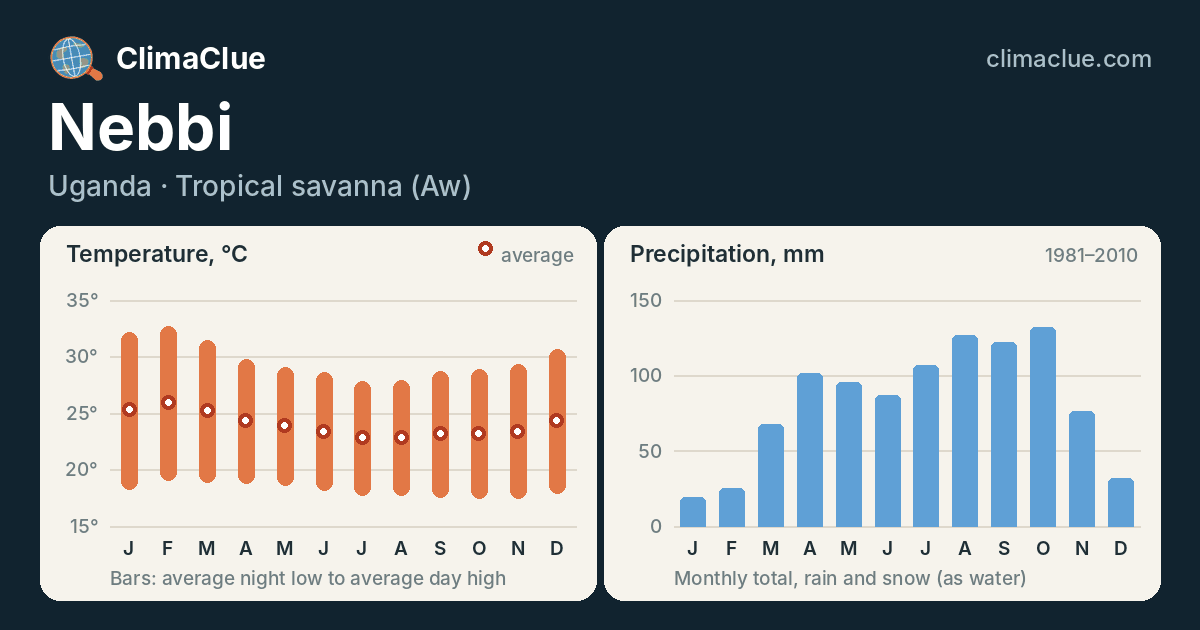 ClimaClue
climaclue.com
Nebbi
Uganda · Tropical savanna (Aw)
Temperature, °C
average
35°
30°
25°
20°
15°
J F M A M J J A S O N D
Bars: average night low to average day high
Precipitation, mm
1981–2010
150
100
50
0
J F M A M J J A S O N D
Monthly total, rain and snow (as water)